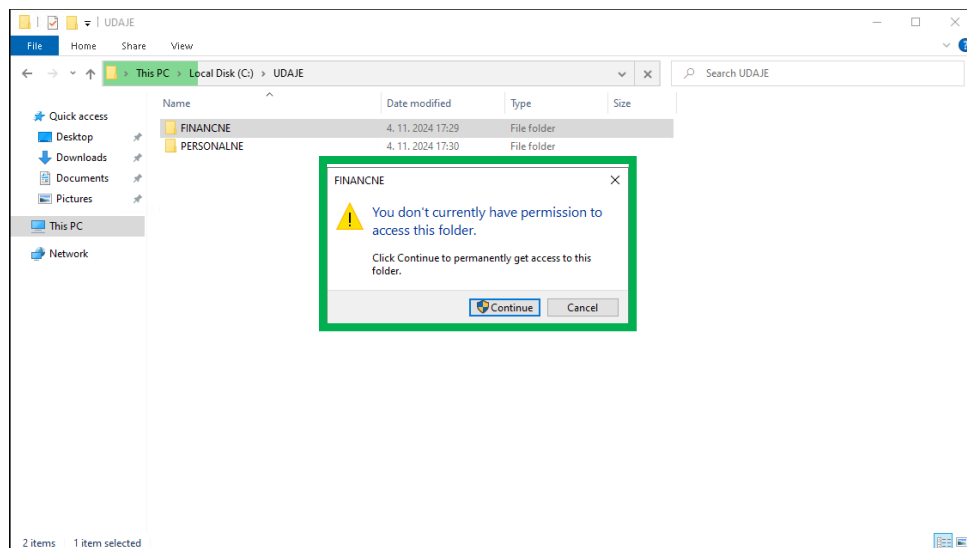 UDAJE
File Home Share View
This PC Local Disk (C:) UDAJE
Search UDAJE
Name Date modified Type Size
Quick access
Desktop
Downloads
Documents
Pictures
This PC
Network
FINANCNE 4. 11. 2024 17:29 File folder
PERSONALNE 4. 11. 2024 17:30 File folder
FINANCNE
You don't currently have permission to
access this folder.
Click Continue to permanently get access to this
folder.
Continue Cancel
2 items 1 item selected